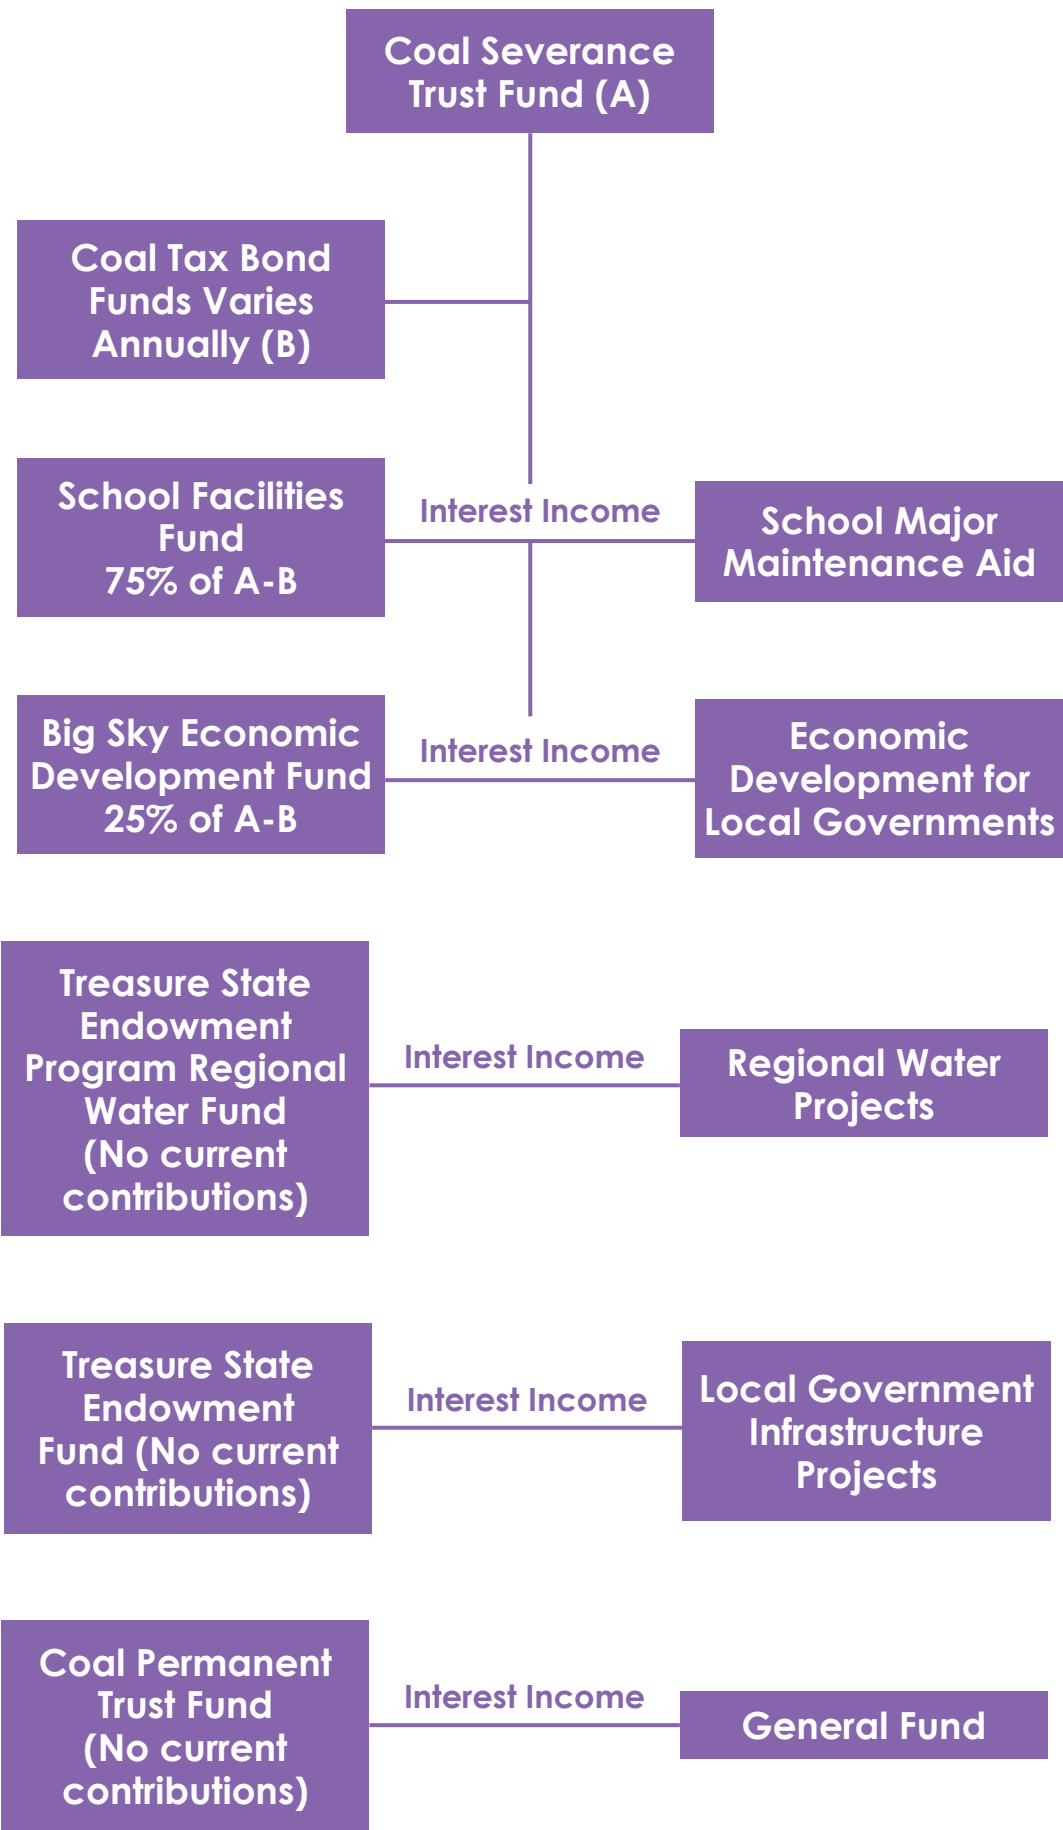 Coal Severance
Trust Fund (A)
Coal Tax Bond
Funds Varies
Annually (B)
School Facilities
Fund
75% of A-B
Interest Income
School Major
Maintenance Aid
Big Sky Economic
Development Fund
25% of A-B
Interest Income
Economic
Development for
Local Governments
Treasure State
Endowment
Program Regional
Water Fund
(No current
contributions)
Interest Income
Regional Water
Projects
Treasure State
Endowment
Fund (No current
contributions)
Interest Income
Local Government
Infrastructure
Projects
Coal Permanent
Trust Fund
(No current
contributions)
Interest Income
General Fund